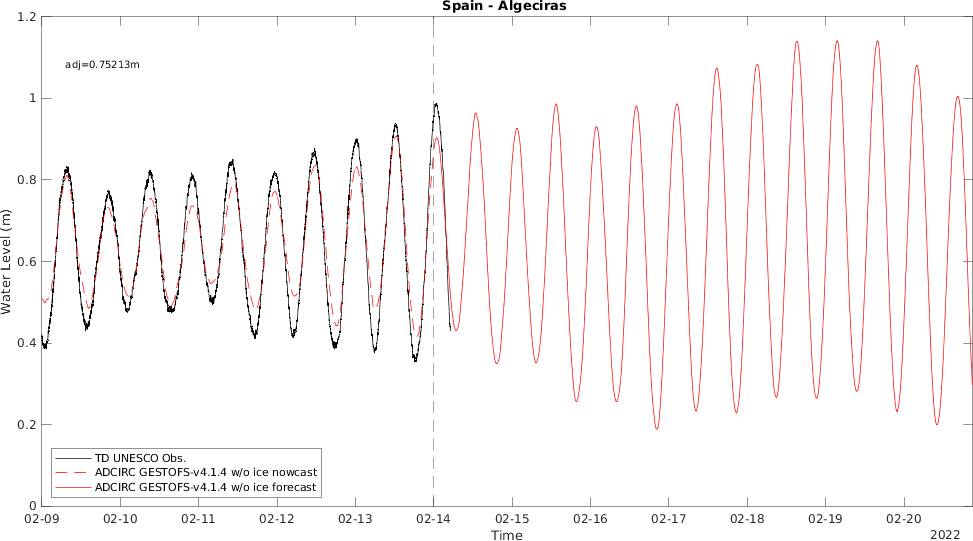 Spain - Algeciras
1.2
adj=0.75213m
1
0.8
0.6
Water Level (m)
0.4
0.2
0
TD UNESCO Obs.
ADCIRC GESTOFS-v4.1.4 w/o ice nowcast
ADCIRC GESTOFS-v4.1.4 w/o ice forecast
02-09 02-10 02-11 02-12 02-13 02-14 02-15 02-16 02-17 02-18 02-19 02-20
Time
2022